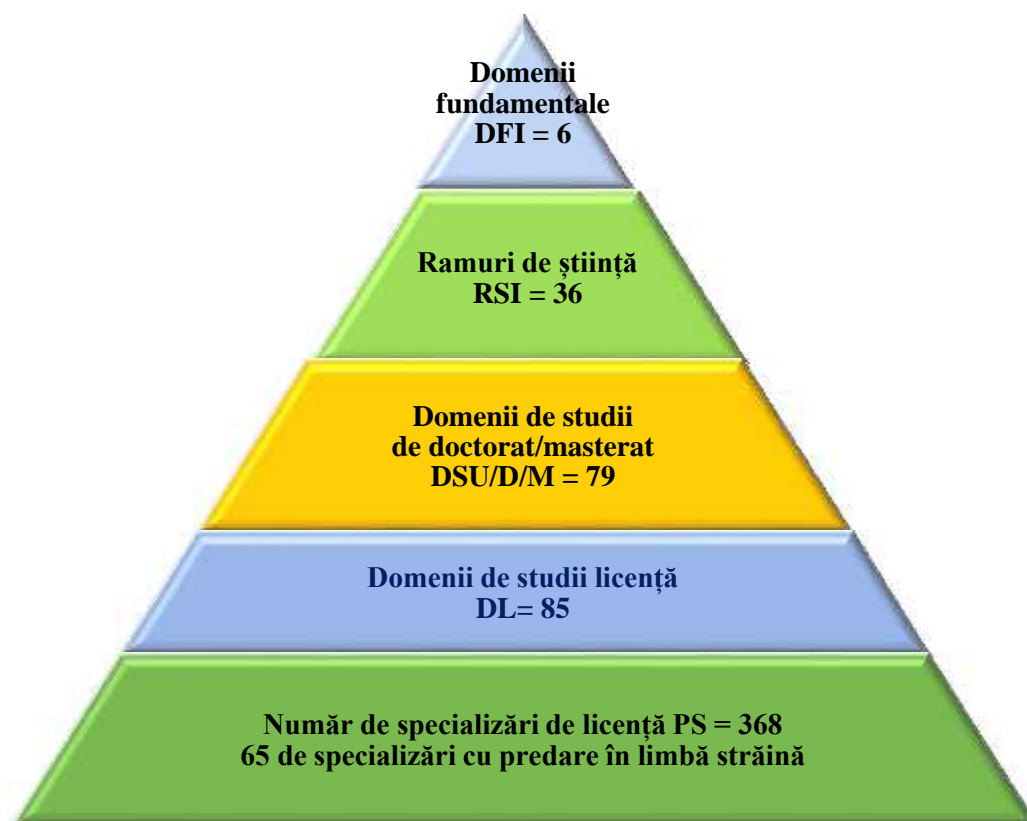 Domenii
fundamentale
DFI = 6
Ramuri de știință
RSI = 36
Domenii de studii
de doctorat/masterat
DSU/D/M = 79
Domenii de studii licență
DL= 85
Număr de specializări de licență PS = 368
65 de specializări cu predare în limbă străină